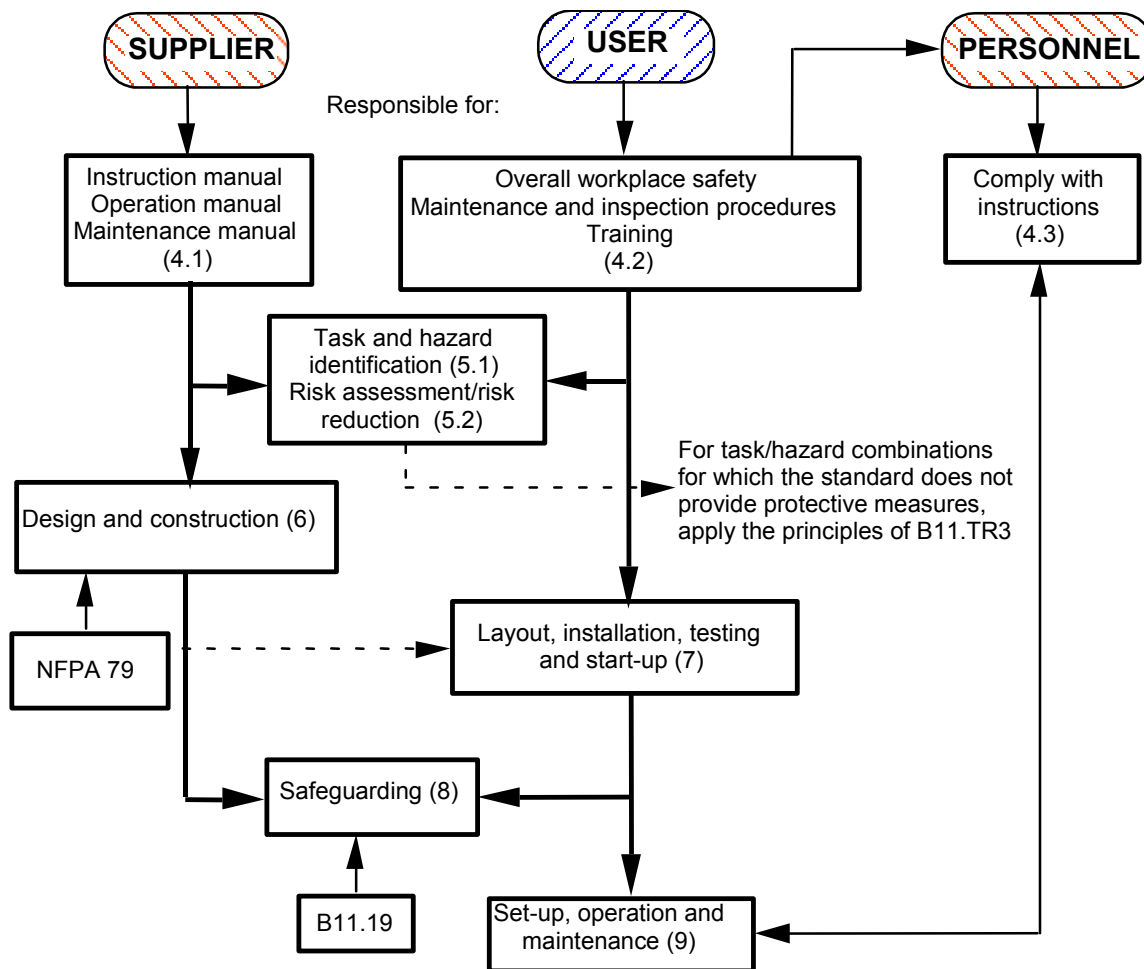 SUPPLIER
USER
PERSONNEL
Responsible for:
Instruction manual
Operation manual
Maintenance manual
(4.1)
Overall workplace safety
Maintenance and inspection procedures
Training
(4.2)
Comply with
instructions
(4.3)
Task and hazard
identification (5.1)
Risk assessment/risk
reduction (5.2)
For task/hazard combinations
for which the standard does not
provide protective measures,
apply the principles of B11.TR3
Design and construction (6)
NFPA 79
Layout, installation, testing
and start-up (7)
Safeguarding (8)
B11.19
Set-up, operation and
maintenance (9)